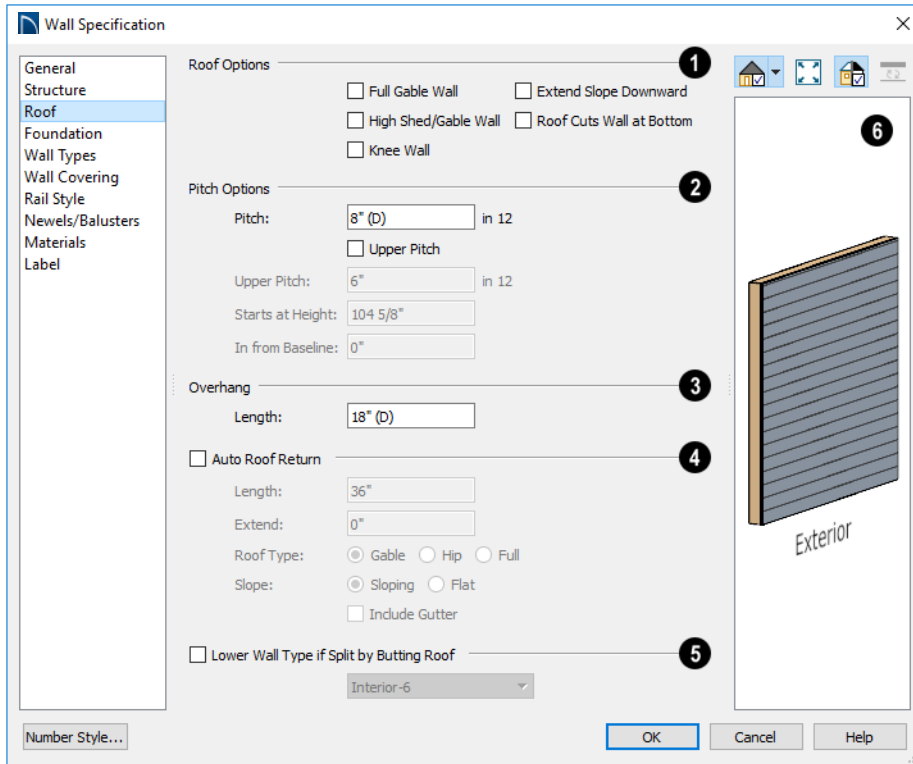 Wall Specification
General
Structure
Roof
Foundation
Wall Types
Wall Covering
Rail Style
Newels/Balusters
Materials
Label
Roof Options 1
Full Gable Wall Extend Slope Downward
High Shed/Gable Wall Roof Cuts Wall at Bottom
Knee Wall
Pitch Options 2
Pitch: 8" (D) in 12
Upper Pitch
Upper Pitch: 6" in 12
Starts at Height: 104 5/8"
In from Baseline: 0"
Overhang 3
Length: 18" (D)
Auto Roof Return 4
Length: 36"
Extend: 0"
Roof Type: Gable Hip Full
Slope: Sloping Flat
Include Gutter
Lower Wall Type if Split by Butting Roof 5
Interior-6
6
Exterior
Number Style... OK Cancel Help